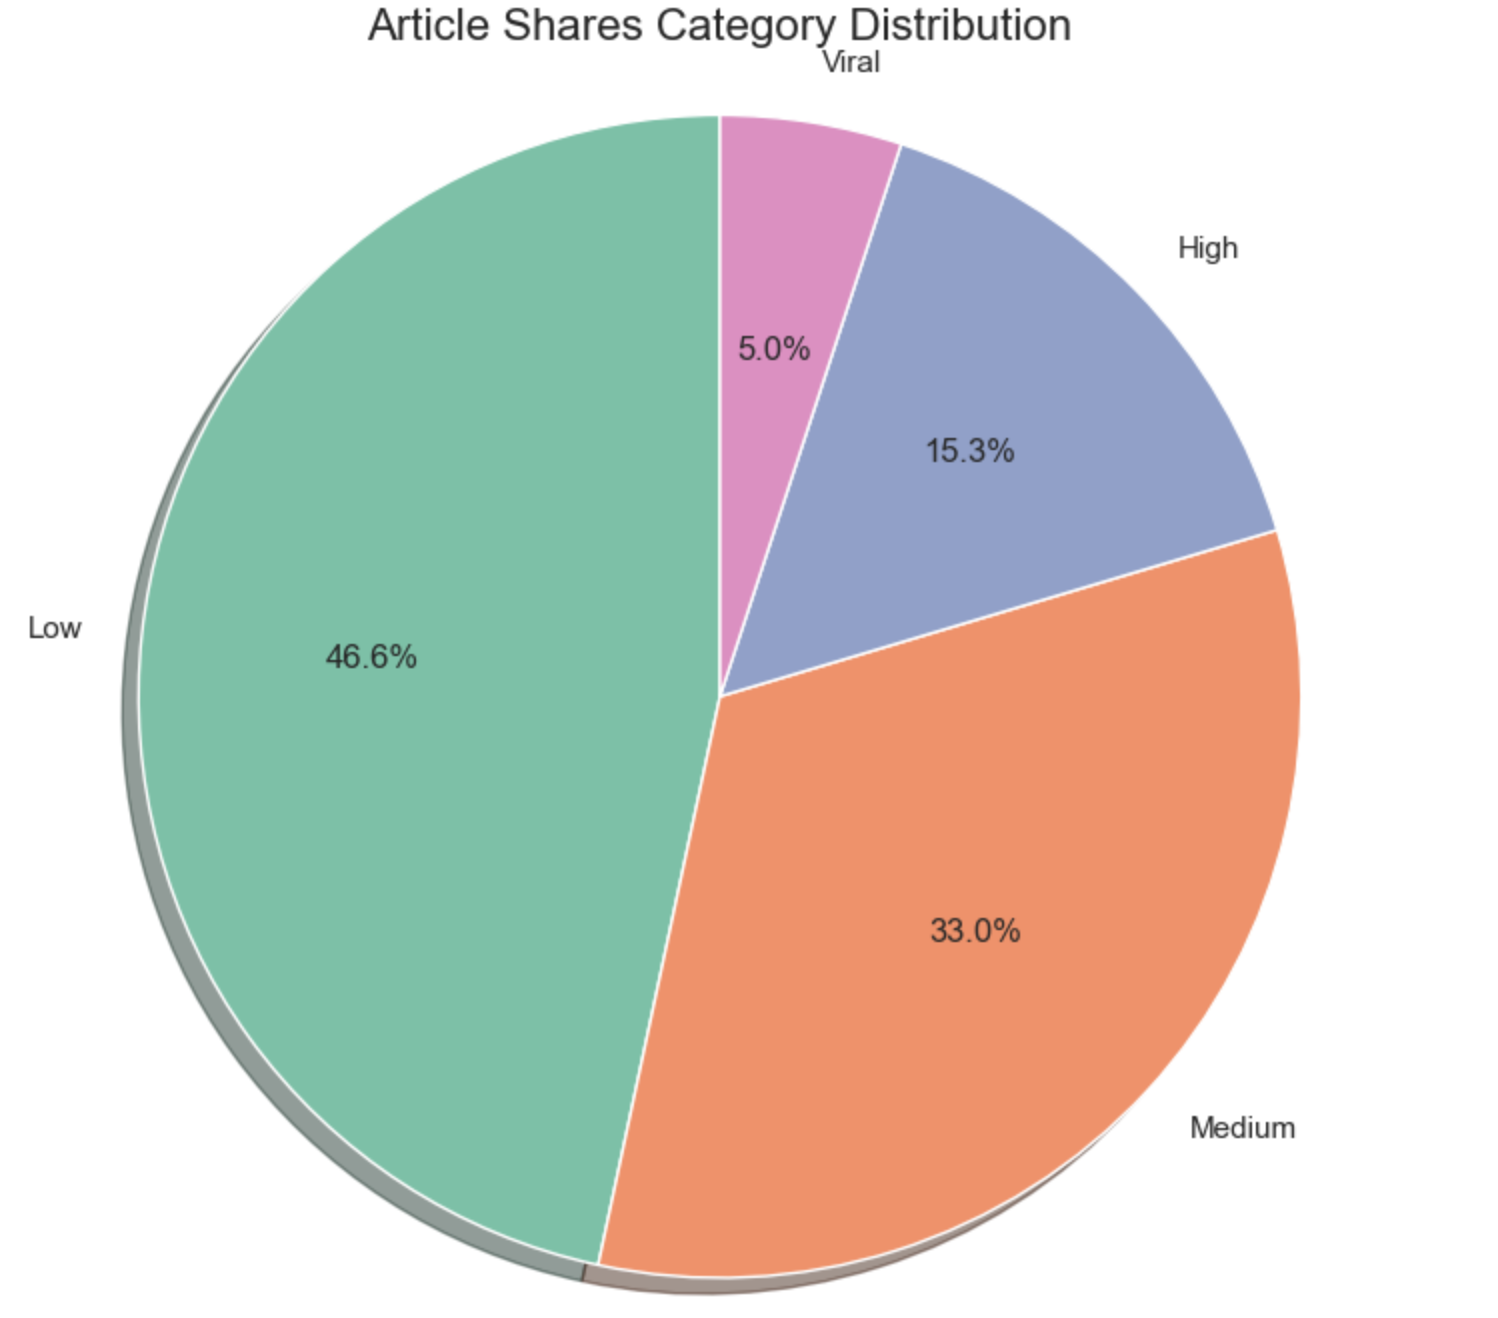 Article Shares Category Distribution
Viral
High
5.0%
15.3%
Low
46.6%
33.0%
Medium